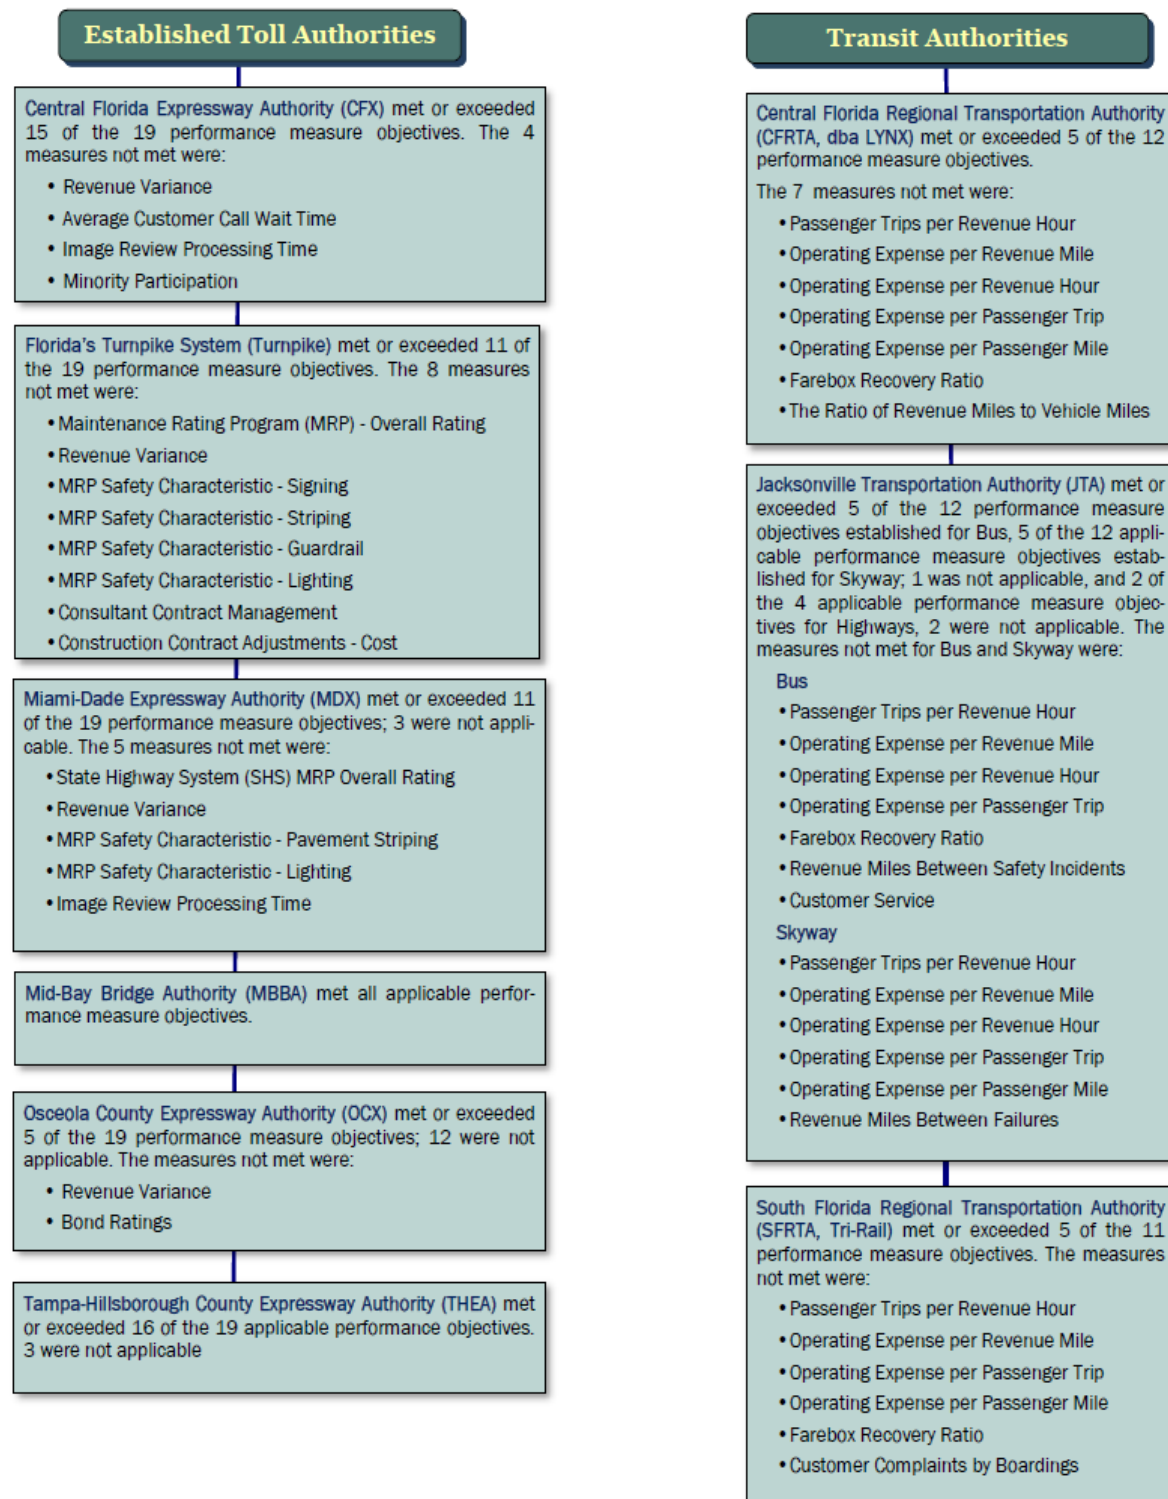 Established Toll Authorities
Central Florida Expressway Authority (CFX) met or exceeded
15 of the 19 performance measure objectives. The 4
measures not met were:
• Revenue Variance
• Average Customer Call Wait Time
• Image Review Processing Time
• Minority Participation
Florida's Turnpike System (Turnpike) met or exceeded 11 of
the 19 performance measure objectives. The 8 measures
not met were:
• Maintenance Rating Program (MRP) - Overall Rating
• Revenue Variance
• MRP Safety Characteristic - Signing
• MRP Safety Characteristic - Striping
• MRP Safety Characteristic - Guardrail
• MRP Safety Characteristic - Lighting
• Consultant Contract Management
• Construction Contract Adjustments - Cost
Miami-Dade Expressway Authority (MDX) met or exceeded 11
of the 19 performance measure objectives; 3 were not appli-
cable. The 5 measures not met were:
• State Highway System (SHS) MRP Overall Rating
• Revenue Variance
• MRP Safety Characteristic - Pavement Striping
• MRP Safety Characteristic - Lighting
• Image Review Processing Time
Mid-Bay Bridge Authority (MBBA) met all applicable perfor-
mance measure objectives.
Osceola County Expressway Authority (OCX) met or exceeded
5 of the 19 performance measure objectives; 12 were not
applicable. The measures not met were:
• Revenue Variance
• Bond Ratings
Tampa-Hillsborough County Expressway Authority (THEA) met
or exceeded 16 of the 19 applicable performance objectives.
3 were not applicable
Transit Authorities
Central Florida Regional Transportation Authority
(CFRTA, dba LYNX) met or exceeded 5 of the 12
performance measure objectives.
The 7 measures not met were:
• Passenger Trips per Revenue Hour
• Operating Expense per Revenue Mile
• Operating Expense per Revenue Hour
• Operating Expense per Passenger Trip
• Operating Expense per Passenger Mile
• Farebox Recovery Ratio
• The Ratio of Revenue Miles to Vehicle Miles
Jacksonville Transportation Authority (JTA) met or
exceeded 5 of the 12 performance measure
objectives established for Bus, 5 of the 12 appli-
cable performance measure objectives estab-
lished for Skyway; 1 was not applicable, and 2 of
the 4 applicable performance measure objec-
tives for Highways, 2 were not applicable. The
measures not met for Bus and Skyway were:
Bus
• Passenger Trips per Revenue Hour
• Operating Expense per Revenue Mile
• Operating Expense per Revenue Hour
• Operating Expense per Passenger Trip
• Farebox Recovery Ratio
• Revenue Miles Between Safety Incidents
• Customer Service
Skyway
• Passenger Trips per Revenue Hour
• Operating Expense per Revenue Mile
• Operating Expense per Revenue Hour
• Operating Expense per Passenger Trip
• Operating Expense per Passenger Mile
• Revenue Miles Between Failures
South Florida Regional Transportation Authority
(SFRTA, Tri-Rail) met or exceeded 5 of the 11
performance measure objectives. The measures
not met were:
• Passenger Trips per Revenue Hour
• Operating Expense per Revenue Mile
• Operating Expense per Passenger Trip
• Operating Expense per Passenger Mile
• Farebox Recovery Ratio
• Customer Complaints by Boardings